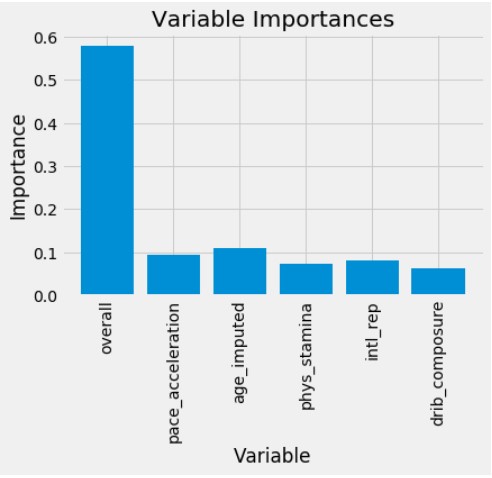 Variable Importances
Importance
0.6
0.5
0.4
0.3
0.2
0.1
0.0
overall
pace_acceleration
age_imputed
phys_stamina
intl_rep
drib_composure
Variable